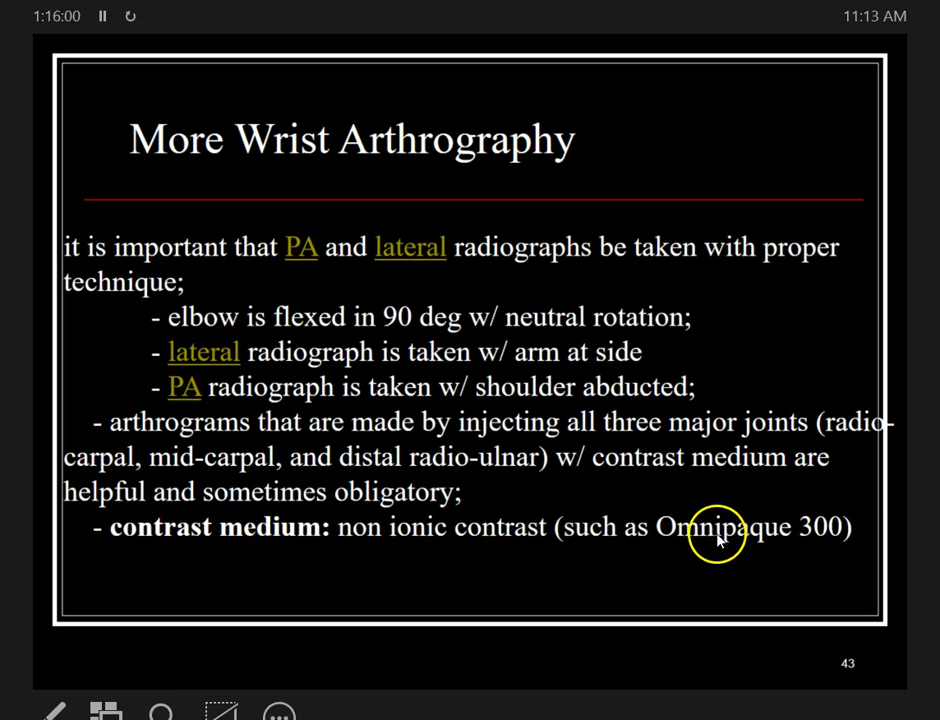 1:16:00
11:13 AM
More Wrist Arthrography
it is important that PA and lateral radiographs be taken with proper
technique;
- elbow is flexed in 90 deg w/ neutral rotation;
- lateral radiograph is taken w/ arm at side
- PA radiograph is taken w/ shoulder abducted;
- arthrograms that are made by injecting all three major joints (radio-
carpal, mid-carpal, and distal radio-ulnar) w/ contrast medium are
helpful and sometimes obligatory;
- contrast medium: non ionic contrast (such as Omnipaque 300)
43